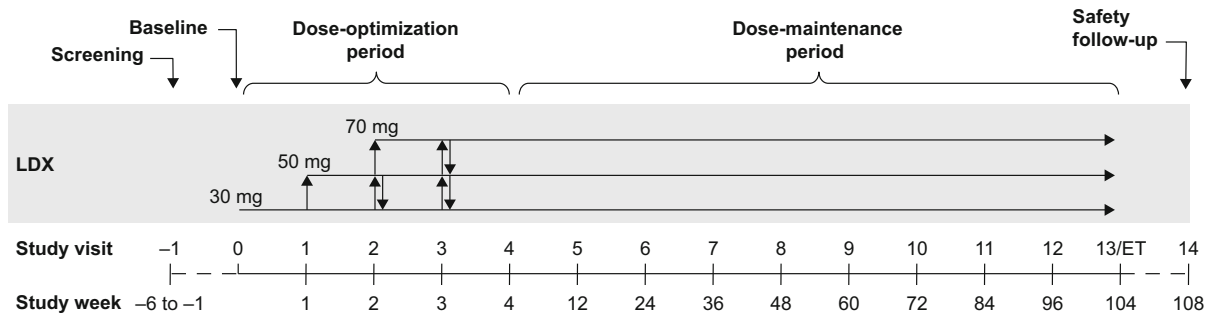 Screening
Baseline
Dose-optimization
period
Dose-maintenance
period
Safety
follow-up
LDX
70 mg
50 mg
30 mg
Study visit –1 0 1 2 3 4 5 6 7 8 9 10 11 12 13/ET 14
Study week –6 to –1 1 2 3 4 12 24 36 48 60 72 84 96 104 108